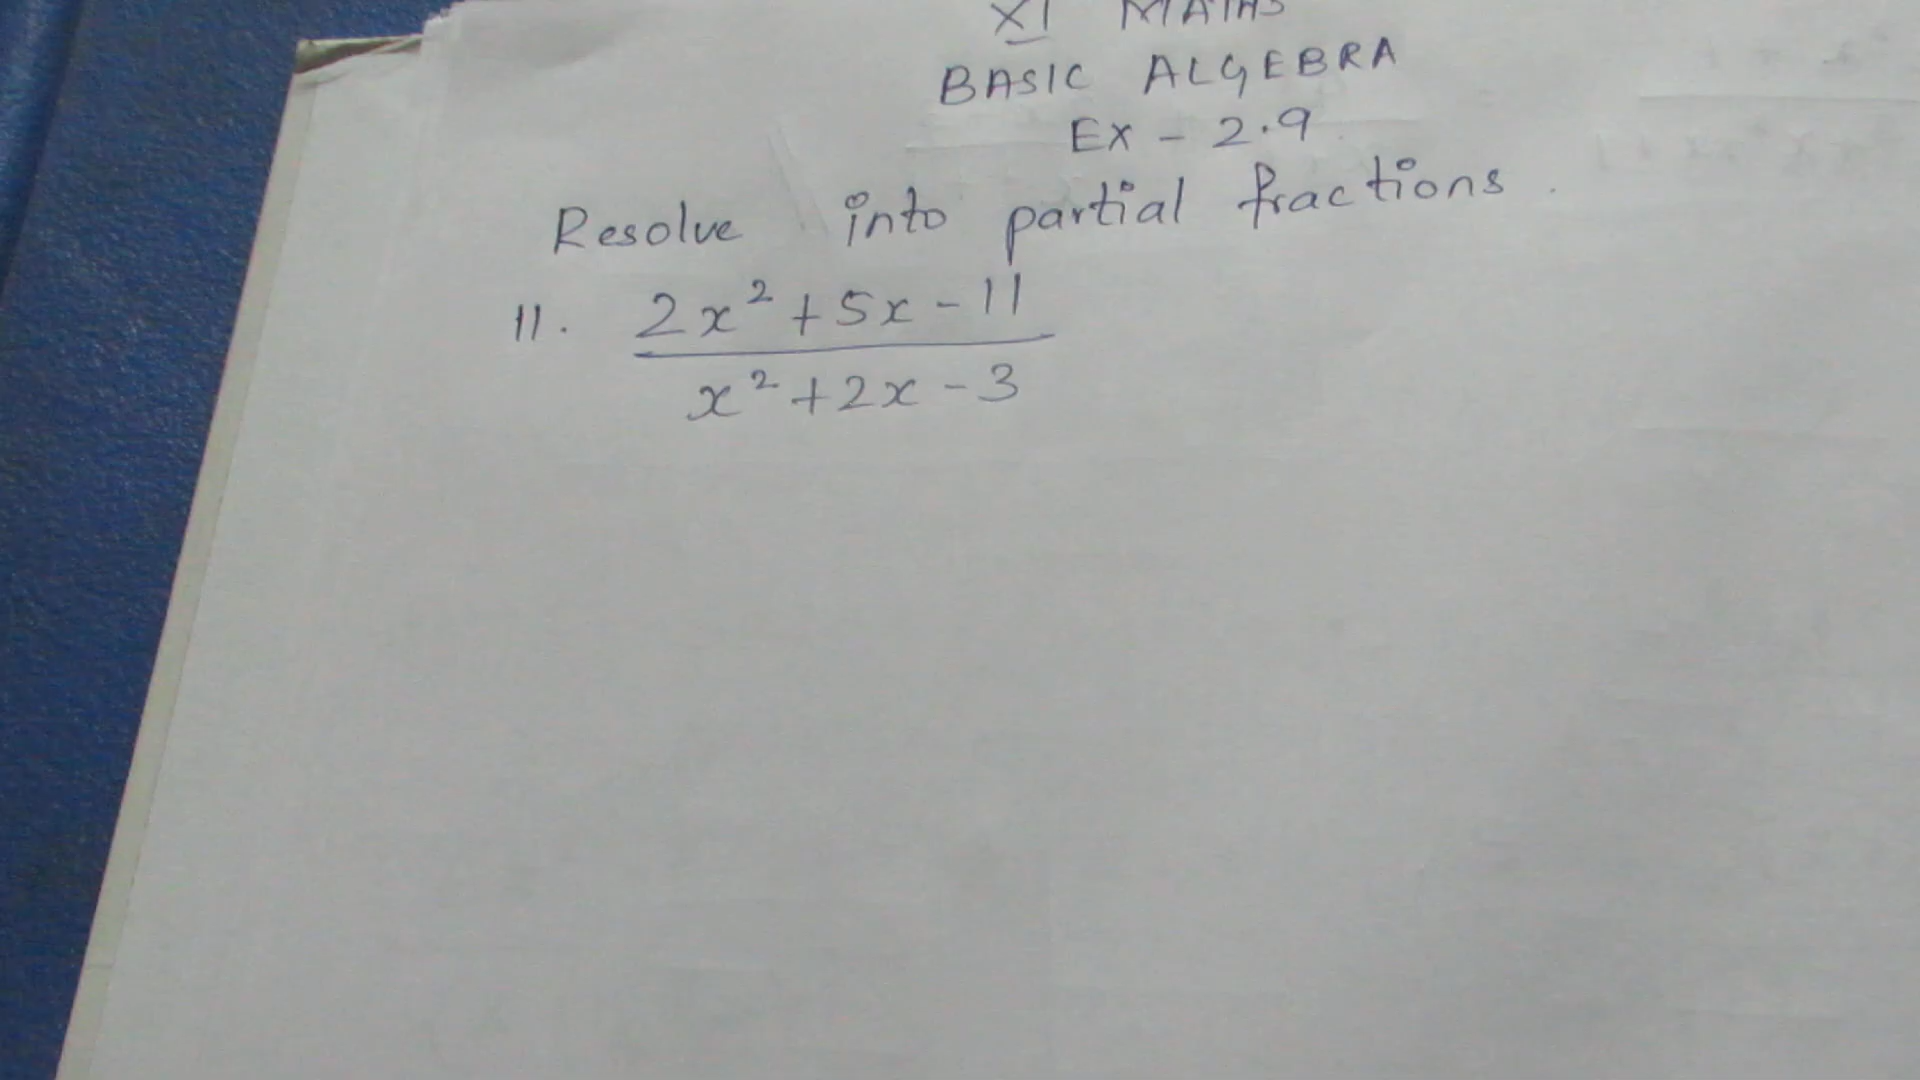 XI MATHS
BASIC ALGEBRA
EX - 2.9
Resolve into partial fractions.
11. 2x² + 5x - 11
x² + 2x - 3